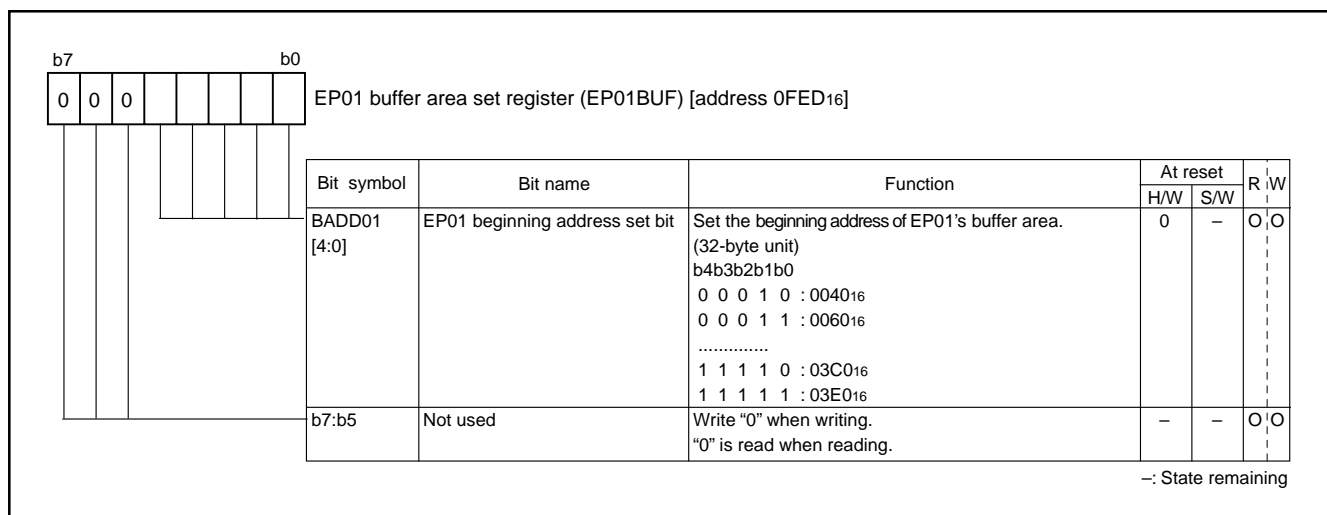 b7 b0
0 0 0 EP01 buffer area set register (EP01BUF) [address 0FED16]
Bit symbol Bit name Function At reset R W
H/W S/W
BADD01 EP01 beginning address set bit Set the beginning address of EP01's buffer area. 0 – O O
[4:0] (32-byte unit)
b4b3b2b1b0
0 0 0 1 0 : 004016
0 0 0 1 1 : 006016
..............
1 1 1 1 0 : 03C016
1 1 1 1 1 : 03E016
b7:b5 Not used Write “0” when writing. – – O O
“0” is read when reading.
–: State remaining